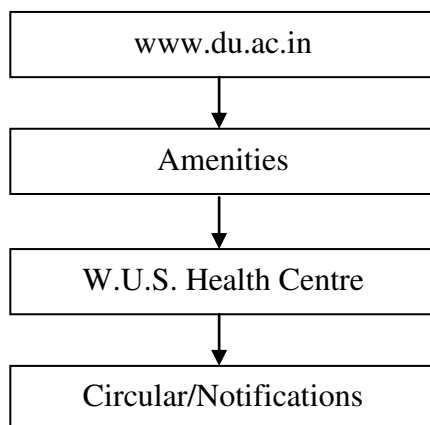 www.du.ac.in
Amenities
W.U.S. Health Centre
Circular/Notifications